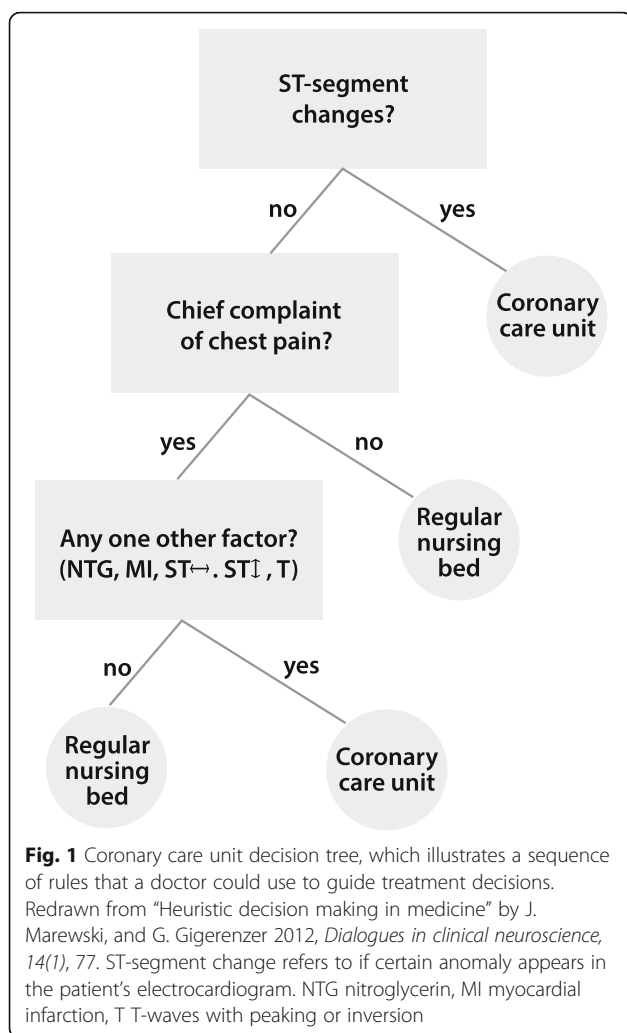 ST-segment
changes?
no
yes
Chief complaint
of chest pain?
Coronary
care unit
yes
no
Any one other factor?
(NTG, MI, ST↔. ST↕, T)
Regular
nursing
bed
no
yes
Regular
nursing
bed
Coronary
care unit
Fig. 1 Coronary care unit decision tree, which illustrates a sequence
of rules that a doctor could use to guide treatment decisions.
Redrawn from “Heuristic decision making in medicine” by J.
Marewski, and G. Gigerenzer 2012, Dialogues in clinical neuroscience,
14(1), 77. ST-segment change refers to if certain anomaly appears in
the patient’s electrocardiogram. NTG nitroglycerin, MI myocardial
infarction, T T-waves with peaking or inversion